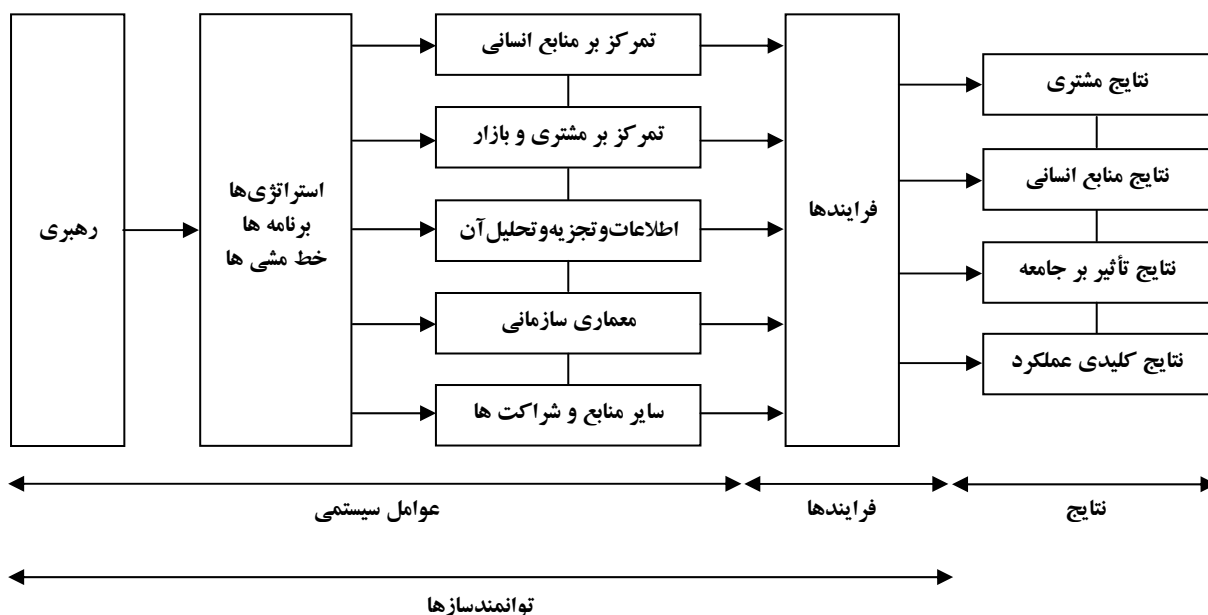 رهبری
استراتژی‌ها
برنامه ها
خط مشی ها
تمرکز بر منابع انسانی
تمرکز بر مشتری و بازار
اطلاعات‌و‌تجزیه‌و‌تحلیل‌آن
معماری سازمانی
سایر منابع و شراکت ها
فرایندها
نتایج مشتری
نتایج منابع انسانی
نتایج تأثیر بر جامعه
نتایج کلیدی عملکرد
عوامل سیستمی
فرایندها
نتایج
توانمندسازها